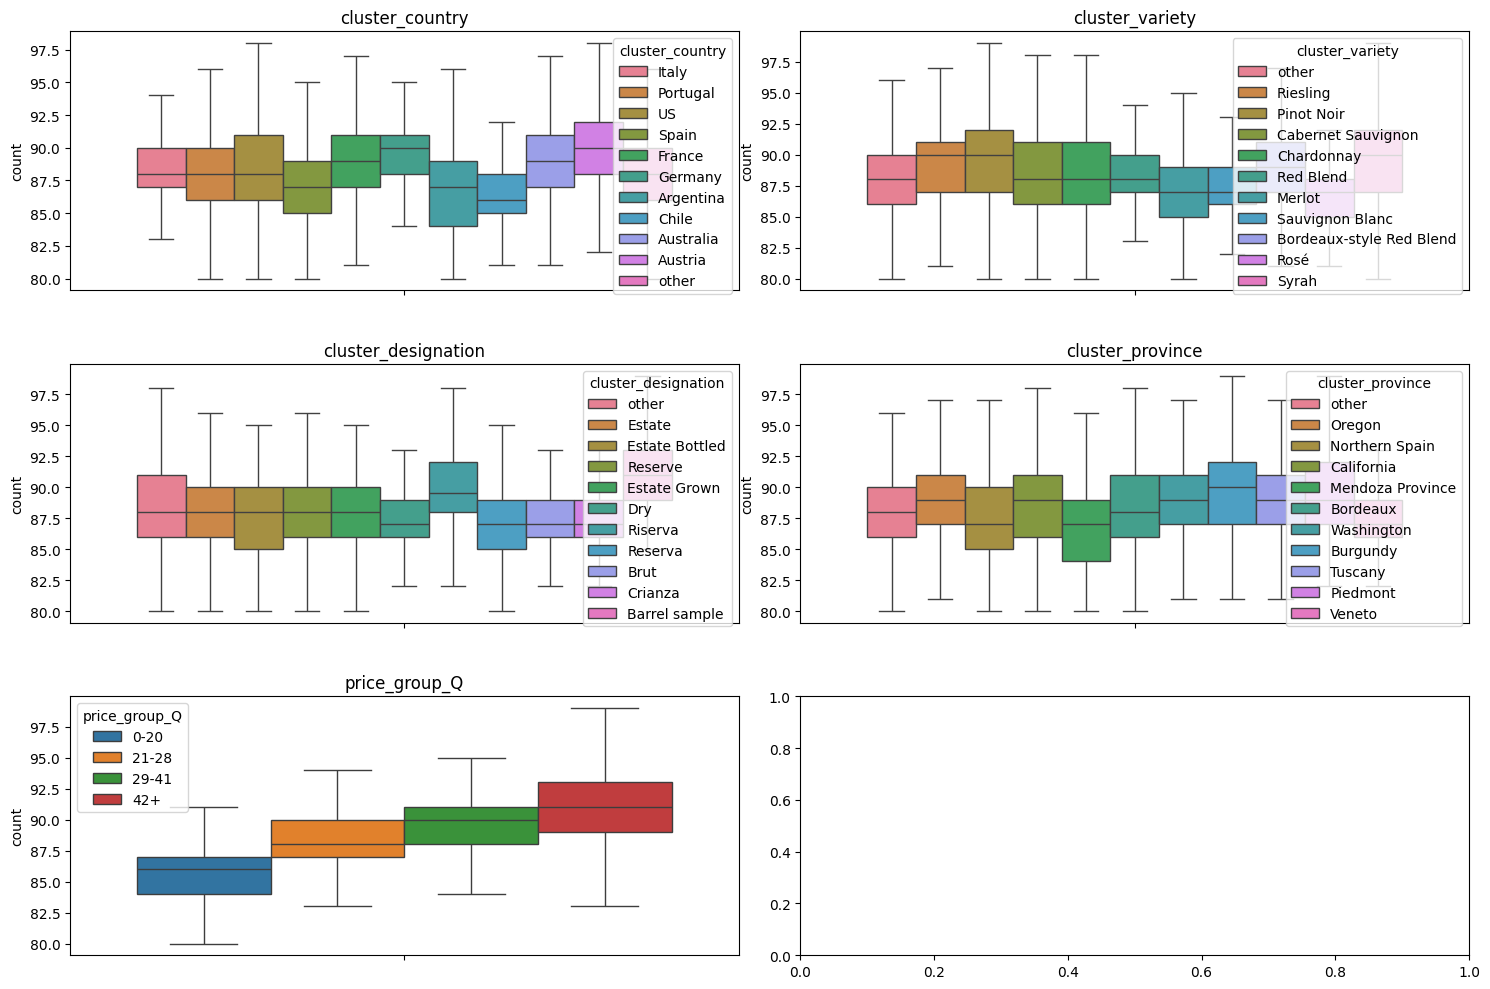 cluster_country
97.5
95.0
92.5
90.0
87.5
85.0
82.5
80.0
count
cluster_country
Italy
Portugal
US
Spain
France
Germany
Argentina
Chile
Australia
Austria
other
cluster_variety
97.5
95.0
92.5
90.0
87.5
85.0
82.5
80.0
count
cluster_variety
other
Riesling
Pinot Noir
Cabernet Sauvignon
Chardonnay
Red Blend
Merlot
Sauvignon Blanc
Bordeaux-style Red Blend
Rosé
Syrah
cluster_designation
97.5
95.0
92.5
90.0
87.5
85.0
82.5
80.0
count
cluster_designation
other
Estate
Estate Bottled
Reserve
Estate Grown
Dry
Riserva
Reserva
Brut
Crianza
Barrel sample
cluster_province
97.5
95.0
92.5
90.0
87.5
85.0
82.5
80.0
count
cluster_province
other
Oregon
Northern Spain
California
Mendoza Province
Bordeaux
Washington
Burgundy
Tuscany
Piedmont
Veneto
price_group_Q
97.5
95.0
92.5
90.0
87.5
85.0
82.5
80.0
count
price_group_Q
0-20
21-28
29-41
42+
1.0
0.8
0.6
0.4
0.2
0.0
0.0 0.2 0.4 0.6 0.8 1.0